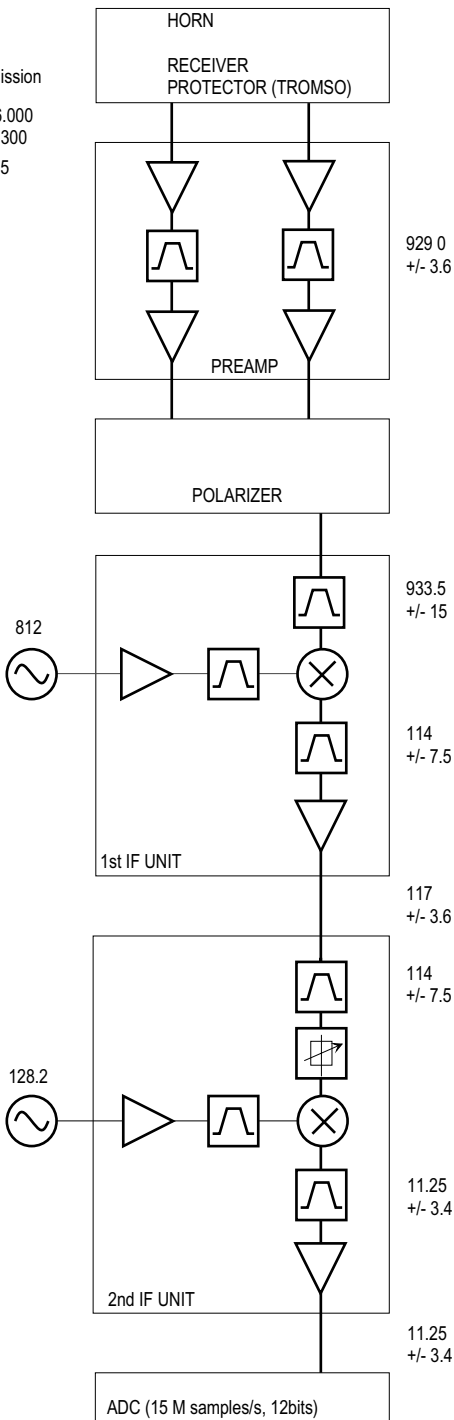 HORN
RECEIVER
PROTECTOR (TROMSO)
300
5
929 0
+/- 3.6
PREAMP
POLARIZER
933.5
+/- 15
812
114
+/- 7.5
1st IF UNIT
117
+/- 3.6
114
+/- 7.5
128.2
11.25
+/- 3.4
2nd IF UNIT
11.25
+/- 3.4
ADC (15 M samples/s, 12bits)